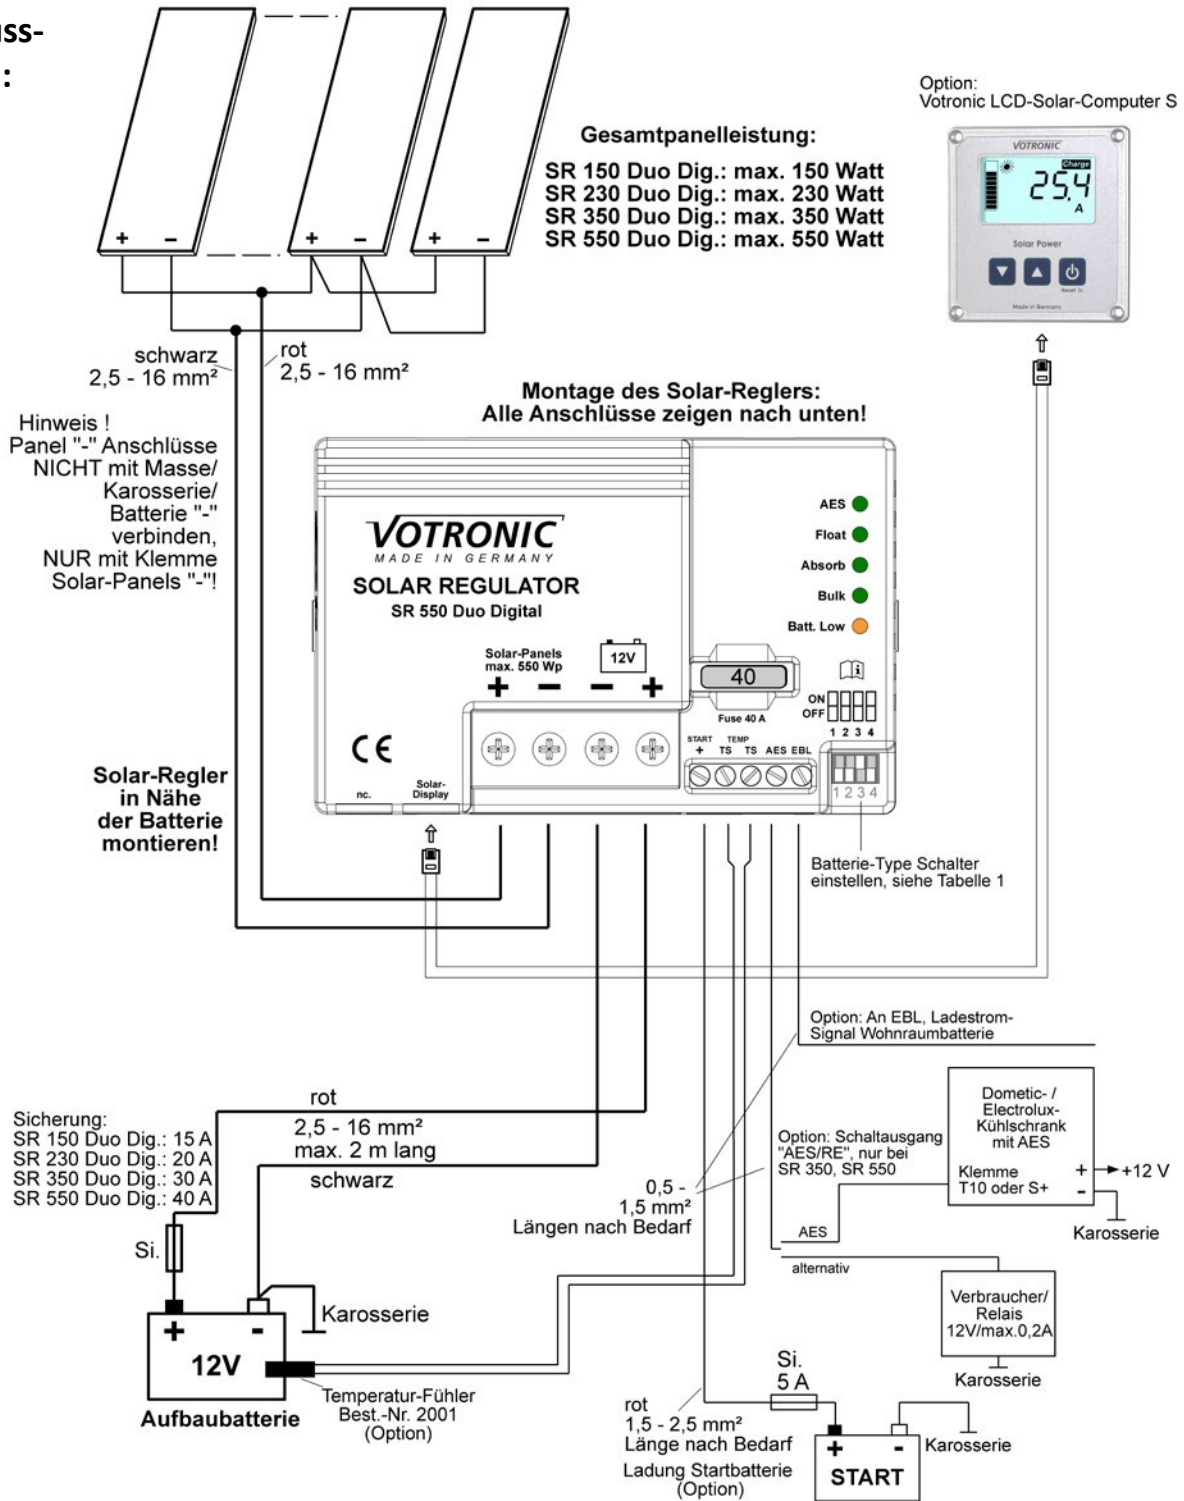 uss-
:
+ -
+ -
+ -
Gesamtpanelleistung:
SR 150 Duo Dig.: max. 150 Watt
SR 230 Duo Dig.: max. 230 Watt
SR 350 Duo Dig.: max. 350 Watt
SR 550 Duo Dig.: max. 550 Watt
Option:
Votronic LCD-Solar-Computer S
VOTRONIC
Charge
25.4
A
Solar Power
Reset
Made in Germany
schwarz
2,5 - 16 mm²
rot
2,5 - 16 mm²
Hinweis !
Panel "-" Anschlüsse
NICHT mit Masse/
Karosserie/
Batterie "-"
verbinden,
NUR mit Klemme
Solar-Panels "-"!
Montage des Solar-Reglers:
Alle Anschlüsse zeigen nach unten!
VOTRONIC
MADE IN GERMANY
SOLAR REGULATOR
SR 550 Duo Digital
AES
Float
Absorb
Bulk
Batt. Low
Solar-Panels
max. 550 Wp
12V
+ - - +
40
Fuse 40 A
i
ON
OFF
1 2 3 4
START
+
TEMP
TS TS AES EBL
1 2 3 4
CE
nc.
Solar-
Display
Solar-Regler
in Nähe
der Batterie
montieren!
Batterie-Type Schalter
einstellen, siehe Tabelle 1
Option: An EBL, Ladestrom-
Signal Wohnraumbatterie
Sicherung:
SR 150 Duo Dig.: 15 A
SR 230 Duo Dig.: 20 A
SR 350 Duo Dig.: 30 A
SR 550 Duo Dig.: 40 A
rot
2,5 - 16 mm²
max. 2 m lang
schwarz
Option: Schaltausgang
"AES/RE", nur bei
SR 350, SR 550
0,5 -
1,5 mm²
Längen nach Bedarf
Dometic- /
Electrolux-
Kühlschrank
mit AES
Klemme
T10 oder S+
+
-
+12 V
Karosserie
AES
alternativ
Verbraucher/
Relais
12V/max.0,2A
Karosserie
Si.
+ -
12V
Karosserie
Aufbaubatterie
Temperatur-Fühler
Best.-Nr. 2001
(Option)
Si.
5 A
rot
1,5 - 2,5 mm²
Länge nach Bedarf
Ladung Startbatterie
(Option)
+ -
START
Karosserie